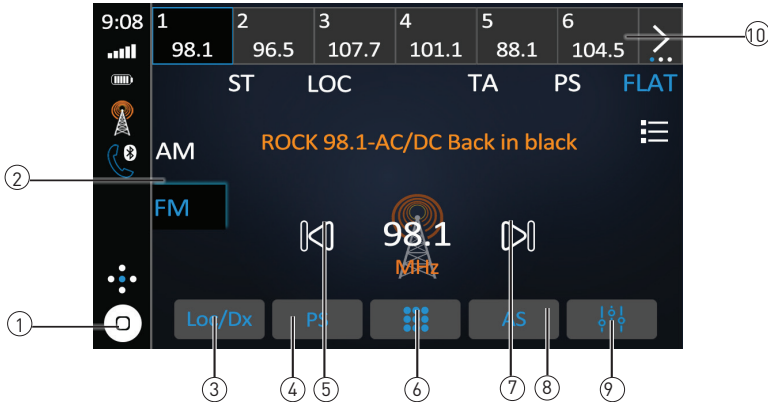 9:08 1 2 3 4 5 6
98.1 96.5 107.7 101.1 88.1 104.5
10
ST LOC TA PS FLAT
ROCK 98.1-AC/DC Back in black
AM
2
FM
98.1
MHz
1
Loc/Dx PS AS
3 4 5 6 7 8 9